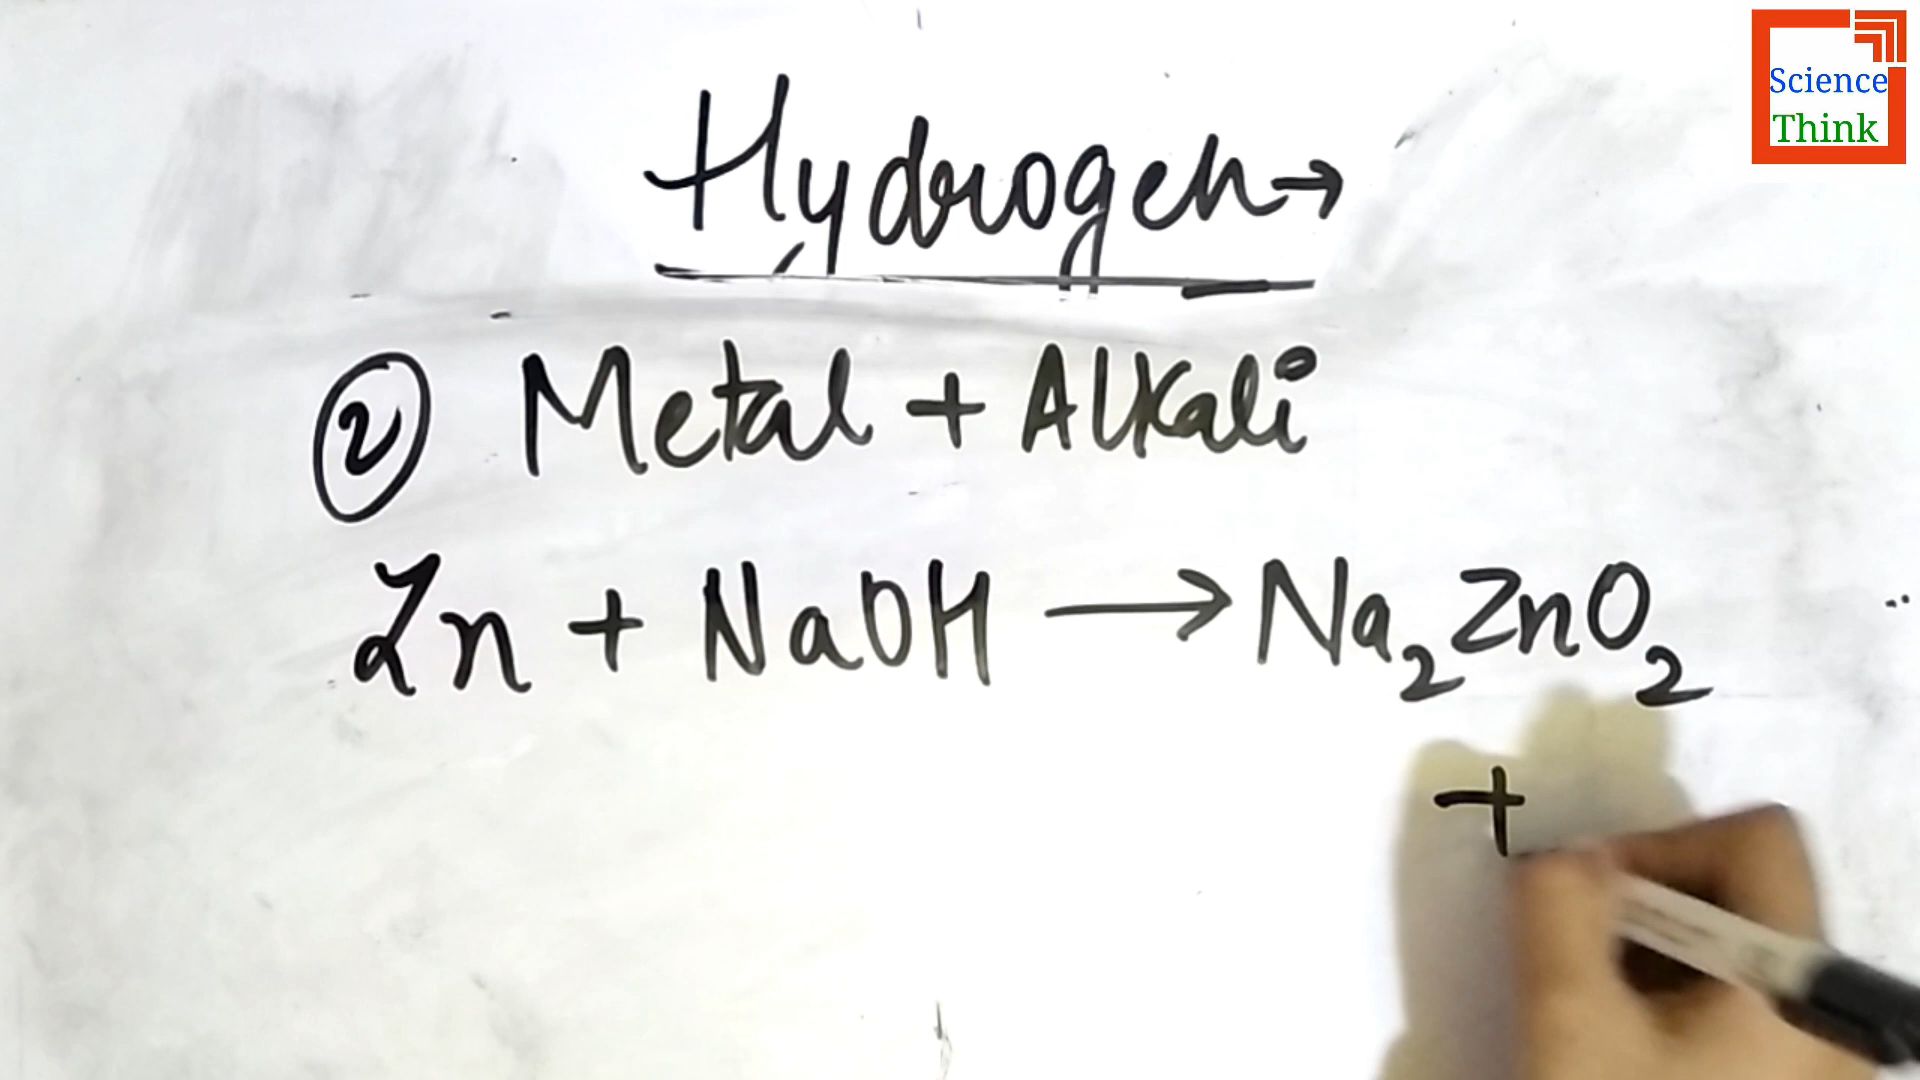 Science
Think
Hydrogen→
② Metal + Alkali
Zn + NaOH → Na₂ZnO₂
+